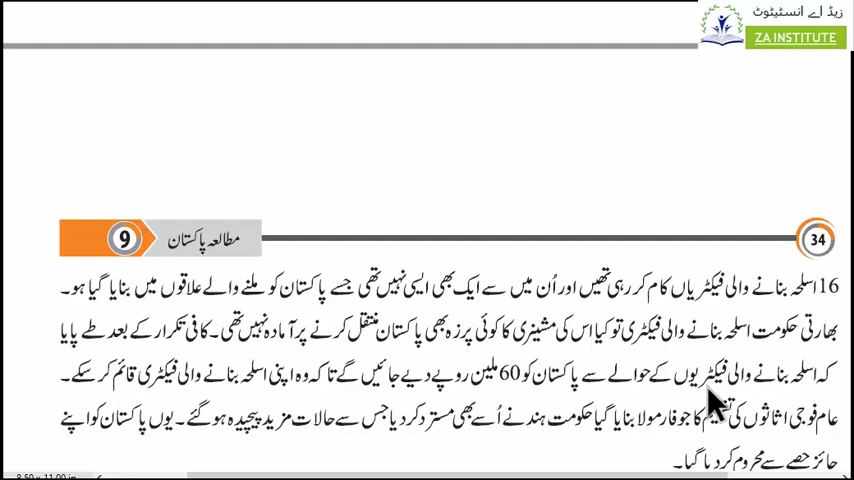 زیڈ اے انسٹیٹوٹ
ZA INSTITUTE
9 مطالعہ پاکستان 34
16 اسلحہ بنانے والی فیکٹریاں کام کر رہی تھیں اور اُن میں سے ایک بھی ایسی نہیں تھی جسے پاکستان کو ملنے والے علاقوں میں بنایا گیا ہو۔
بھارتی حکومت اسلحہ بنانے والی فیکٹری تو کیا اس کی مشینری کا کوئی پرزہ بھی پاکستان منتقل کرنے پر آمادہ نہیں تھی۔ کافی تکرار کے بعد طے پایا
کہ اسلحہ بنانے والی فیکٹریوں کے حوالے سے پاکستان کو 60 ملین روپے دیے جائیں گے تاکہ وہ اپنی اسلحہ بنانے والی فیکٹری قائم کر سکے۔
عام فوجی اثاثوں کی تقسیم کا جو فارمولا بنایا گیا حکومت ہند نے اُسے بھی مسترد کر دیا جس سے حالات مزید پیچیدہ ہو گئے۔ یوں پاکستان کو اپنے
جائز حصے سے محروم کر دیا گیا۔
8.50 x 11.00 in